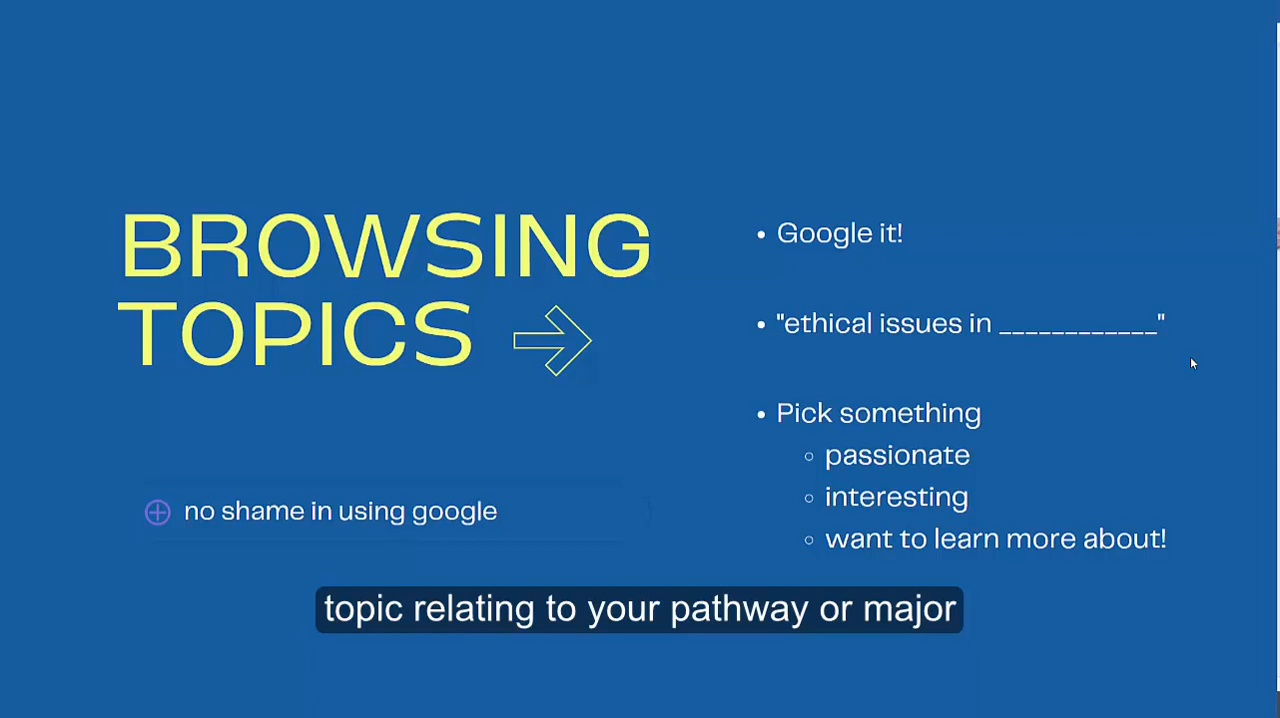 BROWSING
TOPICS
no shame in using google
• Google it!
• "ethical issues in ____________"
• Pick something
◦ passionate
◦ interesting
◦ want to learn more about!
topic relating to your pathway or major